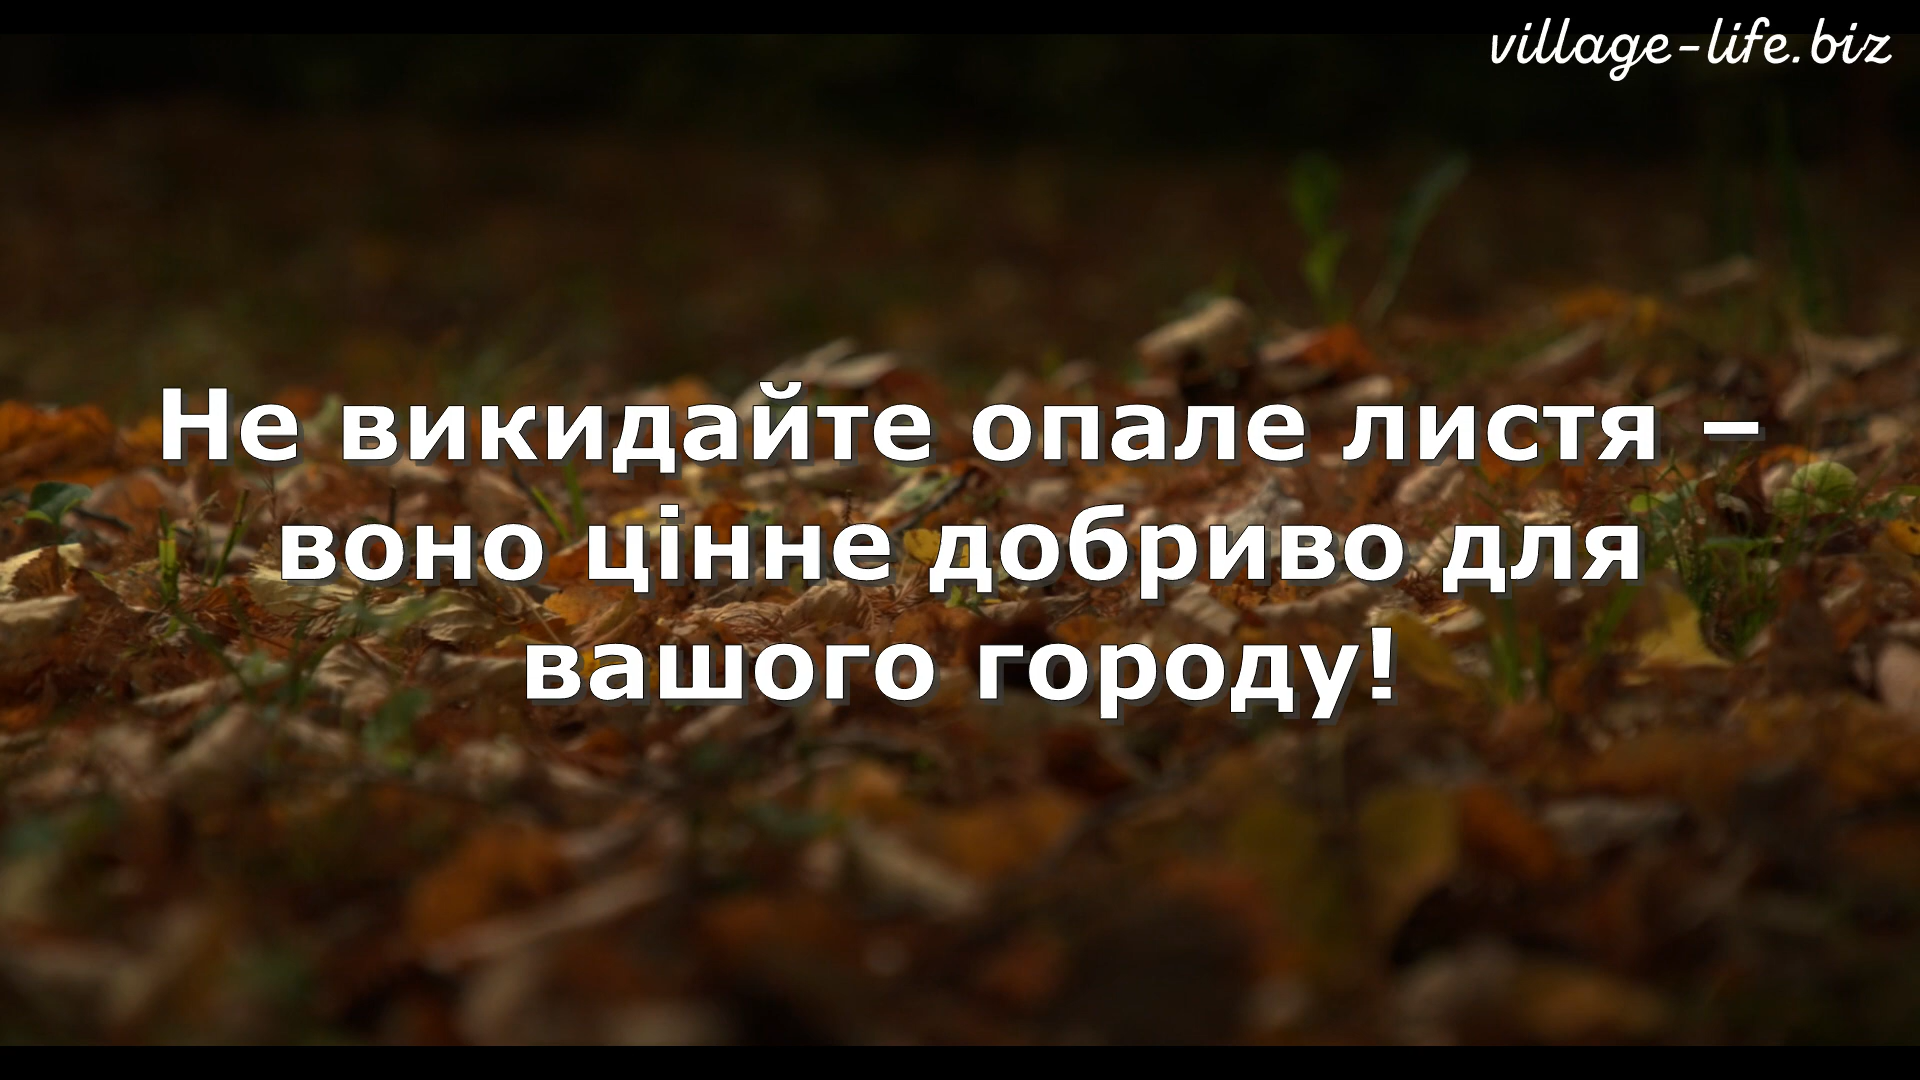 village-life.biz
Не викидайте опале листя –
воно цінне добриво для
вашого городу!